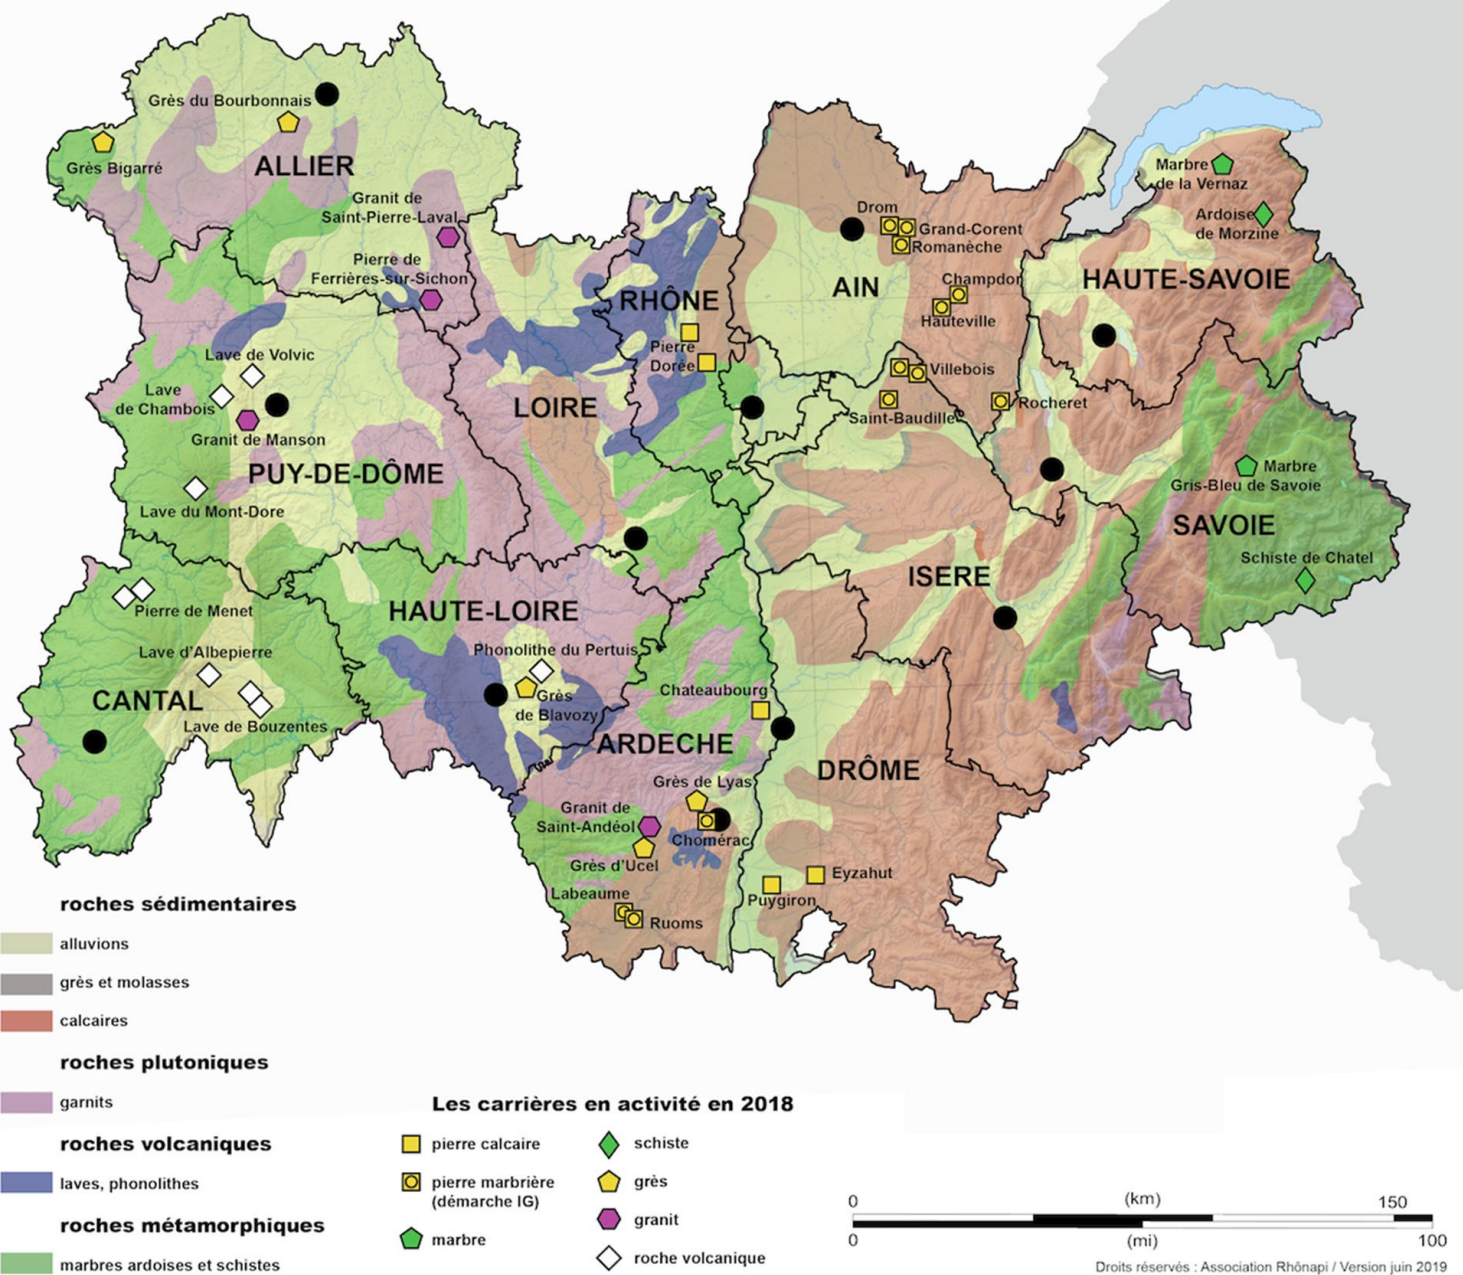 Grès du Bourbonnais
Grès Bigarré
ALLIER
Granit de
Saint-Pierre-Laval
Pierre de
Ferrières-sur-Sichon
Marbre
de la Vernaz
Ardoise
de Morzine
HAUTE-SAVOIE
Drom
Grand-Corent
Romanèche
AIN
Champdor
Hauteville
RHÔNE
Pierre
Dorée
Villebois
Saint-Baudille
Rocheret
Lave de Volvic
Lave
de Chambois
Granit de Manson
PUY-DE-DÔME
Lave du Mont-Dore
LOIRE
Marbre
Gris-Bleu de Savoie
SAVOIE
Schiste de Chatel
ISERE
Pierre de Menet
HAUTE-LOIRE
Lave d'Albepierre
CANTAL
Lave de Bouzentes
Phonolithe du Pertuis
Grès
de Blavozy
Chateaubourg
ARDECHE
DRÔME
Grès de Lyas
Granit de
Saint-Andéol
Chomérac
Grès d'Ucel
Labeaume
Ruoms
Eyzahut
Puygiron
roches sédimentaires
alluvions
grès et molasses
calcaires
roches plutoniques
garnits
roches volcaniques
laves, phonolithes
roches métamorphiques
marbres ardoises et schistes
Les carrières en activité en 2018
pierre calcaire
pierre marbrière
(démarche IG)
marbre
schiste
grès
granit
roche volcanique
0 (km) 150
0 (mi) 100
Droits réservés : Association Rhônapi / Version juin 2019